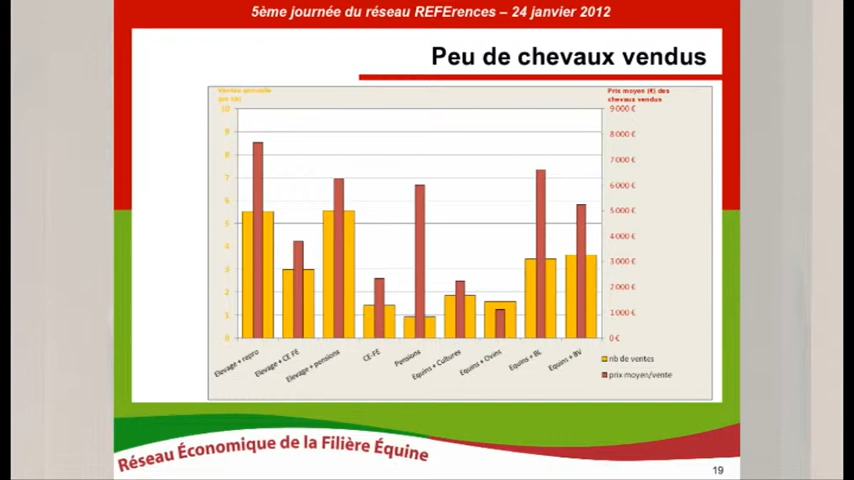 5ème journée du réseau REFErences – 24 janvier 2012
Peu de chevaux vendus
Ventes annuelle
(en nb)
Prix moyen (€) des
chevaux vendus
10
9
8
7
6
5
4
3
2
1
0
9 000 €
8 000 €
7 000 €
6 000 €
5 000 €
4 000 €
3 000 €
2 000 €
1 000 €
0 €
Elevage + repro
Elevage + CE FE
Elevage + pensions
CE-FE
Pensions
Equins + Cultures
Equins + Ovins
Equins + BL
Equins + BV
nb de ventes
prix moyen/vente
Réseau Économique de la Filière Équine
19